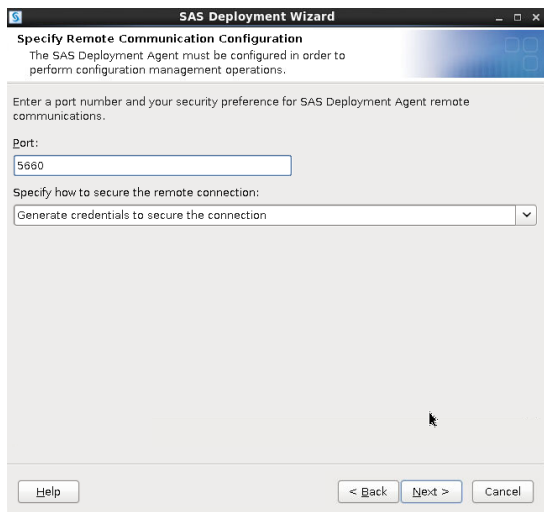 SAS Deployment Wizard
Specify Remote Communication Configuration
The SAS Deployment Agent must be configured in order to
perform configuration management operations.
Enter a port number and your security preference for SAS Deployment Agent remote
communications.
Port:
5660
Specify how to secure the remote connection:
Generate credentials to secure the connection
Help
< Back
Next >
Cancel